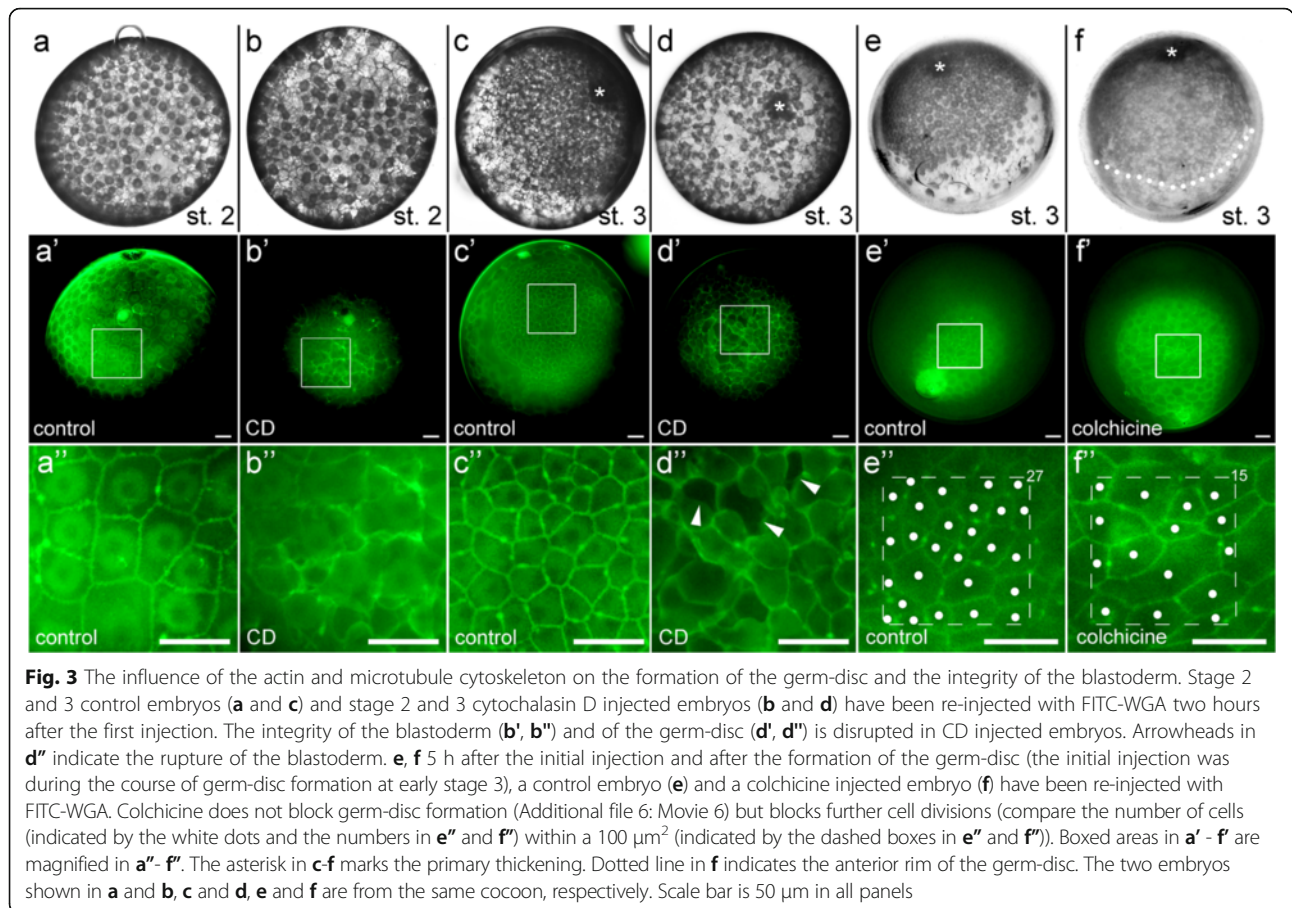 a b c d e f
* * * *
st. 2 st. 2 st. 3 st. 3 st. 3 st. 3
a' b' c' d' e' f'
control CD control CD control colchicine
a'' b'' c'' d'' e'' f''
27 15
control CD control CD control colchicine
Fig. 3 The influence of the actin and microtubule cytoskeleton on the formation of the germ-disc and the integrity of the blastoderm. Stage 2
and 3 control embryos (a and c) and stage 2 and 3 cytochalasin D injected embryos (b and d) have been re-injected with FITC-WGA two hours
after the first injection. The integrity of the blastoderm (b', b") and of the germ-disc (d', d") is disrupted in CD injected embryos. Arrowheads in
d" indicate the rupture of the blastoderm. e, f 5 h after the initial injection and after the formation of the germ-disc (the initial injection was
during the course of germ-disc formation at early stage 3), a control embryo (e) and a colchicine injected embryo (f) have been re-injected with
FITC-WGA. Colchicine does not block germ-disc formation (Additional file 6: Movie 6) but blocks further cell divisions (compare the number of cells
(indicated by the white dots and the numbers in e" and f") within a 100 μm² (indicated by the dashed boxes in e" and f")). Boxed areas in a' - f' are
magnified in a"- f". The asterisk in c-f marks the primary thickening. Dotted line in f indicates the anterior rim of the germ-disc. The two embryos
shown in a and b, c and d, e and f are from the same cocoon, respectively. Scale bar is 50 μm in all panels